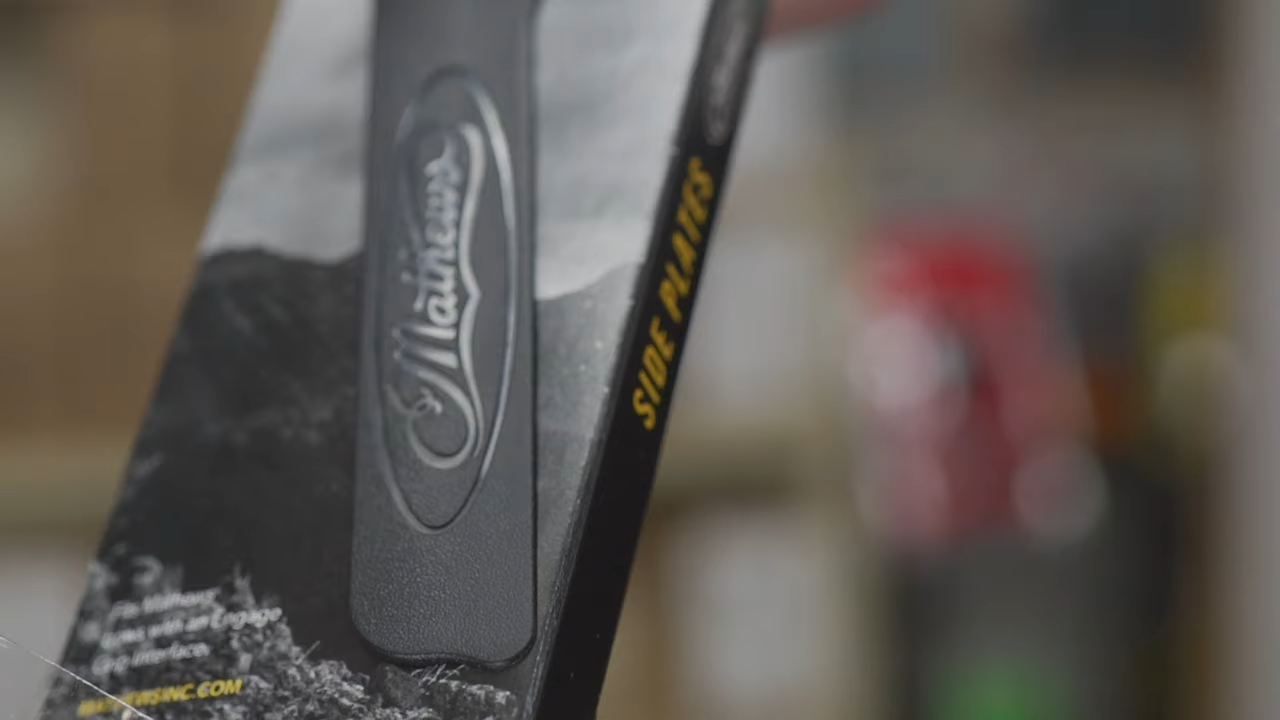 Mathews
SIDE PLATES
Fits Mathews
bows with an Engage
Grip interface.
MATHEWSINC.COM